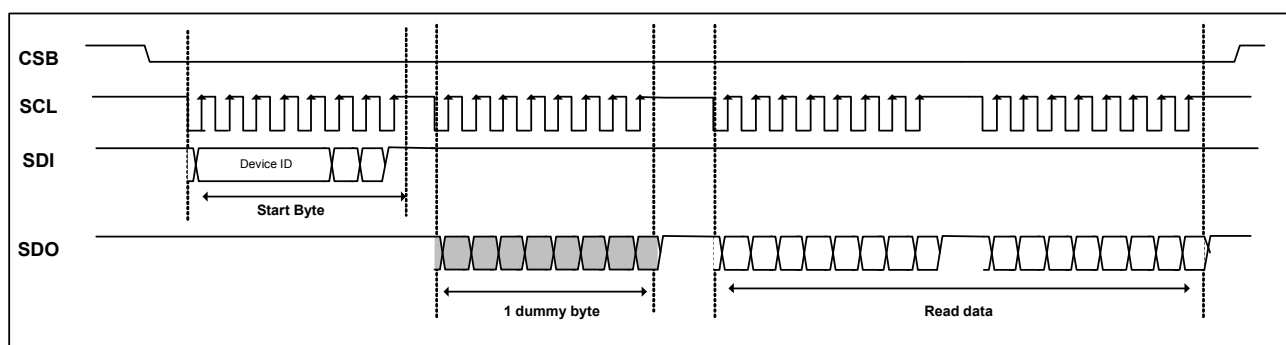 CSB
SCL
SDI
Device ID
Start Byte
SDO
1 dummy byte
Read data